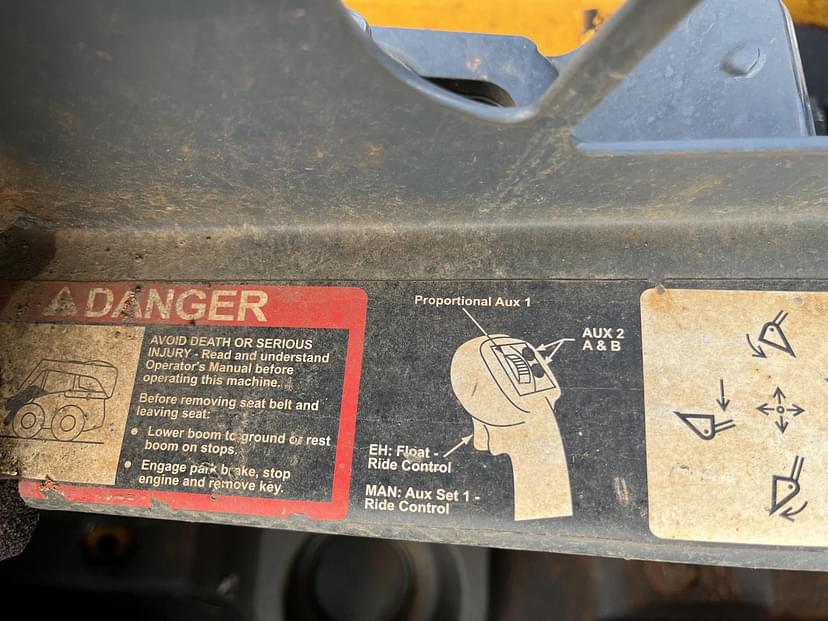 DANGER
AVOID DEATH OR SERIOUS
INJURY - Read and understand
Operator's Manual before
operating this machine.
Before removing seat belt and
leaving seat:
• Lower boom to ground or rest
boom on stops.
• Engage park brake, stop
engine and remove key.
Proportional Aux 1
AUX 2
A & B
EH: Float -
Ride Control
MAN: Aux Set 1 -
Ride Control